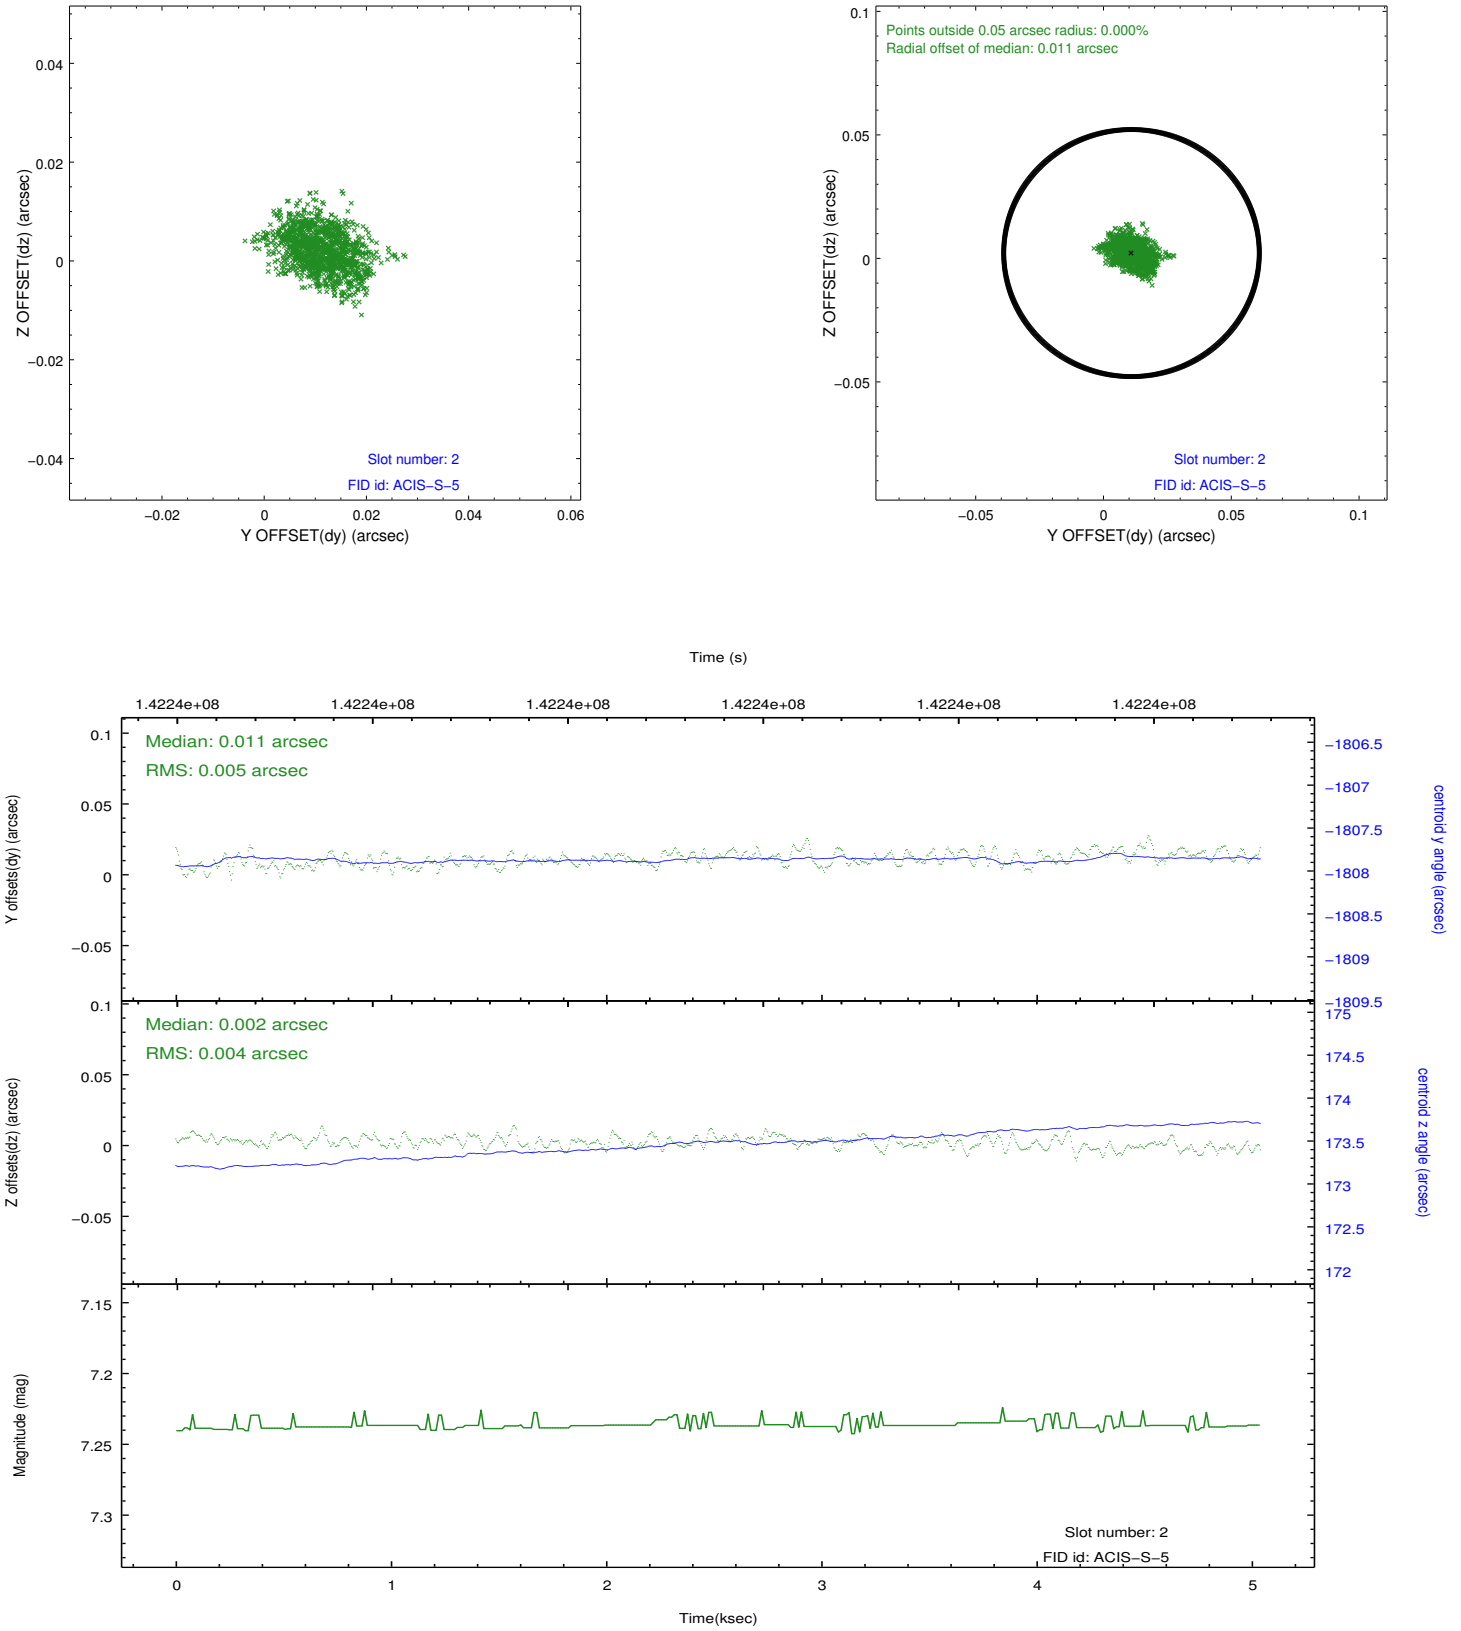 0.04
0.02
0
−0.02
−0.04
Z OFFSET(dz) (arcsec)
Slot number: 2
FID id: ACIS−S−5
−0.02
0
0.02
0.04
0.06
Y OFFSET(dy) (arcsec)
Points outside 0.05 arcsec radius: 0.000%
Radial offset of median: 0.011 arcsec
0.1
0.05
0
−0.05
Z OFFSET(dz) (arcsec)
Slot number: 2
FID id: ACIS−S−5
−0.05
0
0.05
0.1
Y OFFSET(dy) (arcsec)
Time (s)
1.4224e+08
1.4224e+08
1.4224e+08
1.4224e+08
1.4224e+08
1.4224e+08
Median: 0.011 arcsec
RMS: 0.005 arcsec
0.1
0.05
0
−0.05
Y offsets(dy) (arcsec)
−1806.5
−1807
−1807.5
−1808
−1808.5
−1809
−1809.5
centroid y angle (arcsec)
Median: 0.002 arcsec
RMS: 0.004 arcsec
0.1
0.05
0
−0.05
Z offsets(dz) (arcsec)
175
174.5
174
173.5
173
172.5
172
centroid z angle (arcsec)
7.15
7.2
7.25
7.3
Magnitude (mag)
Slot number: 2
FID id: ACIS−S−5
0
1
2
3
4
5
Time(ksec)